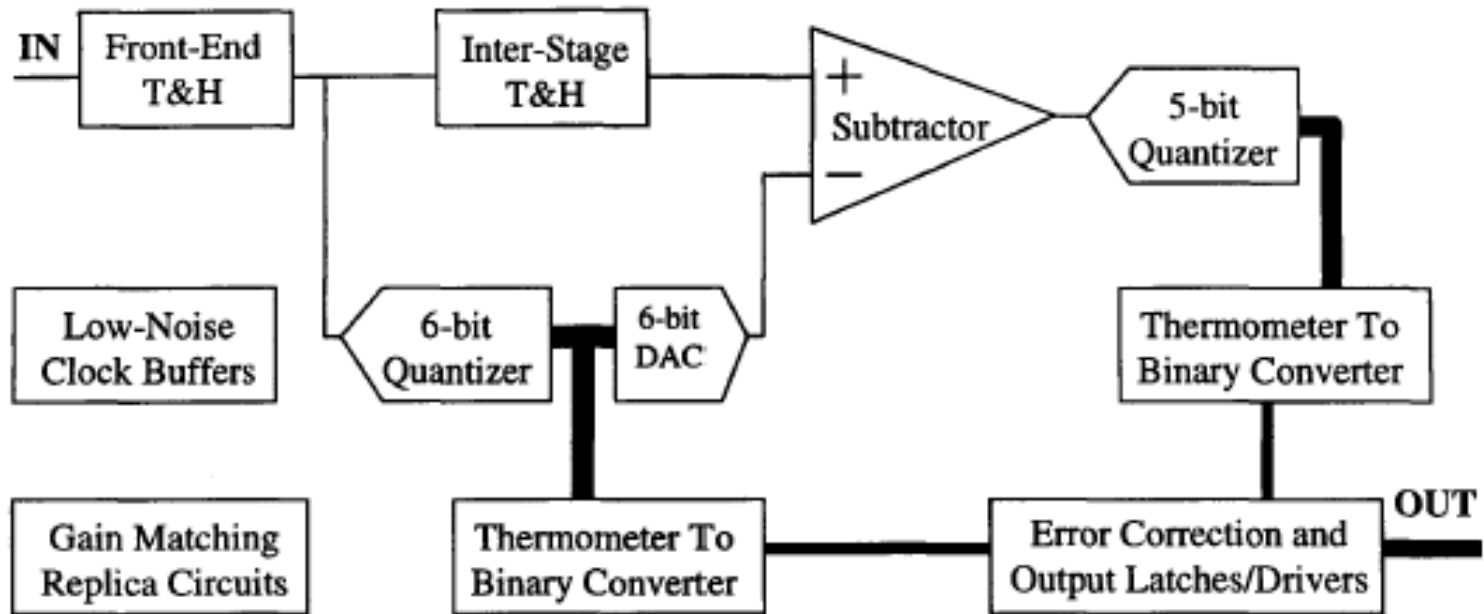 IN
Front-End
T&H
Inter-Stage
T&H
+
Subtractor
−
5-bit
Quantizer
Low-Noise
Clock Buffers
6-bit
Quantizer
6-bit
DAC
Thermometer To
Binary Converter
Gain Matching
Replica Circuits
Thermometer To
Binary Converter
Error Correction and
Output Latches/Drivers
OUT